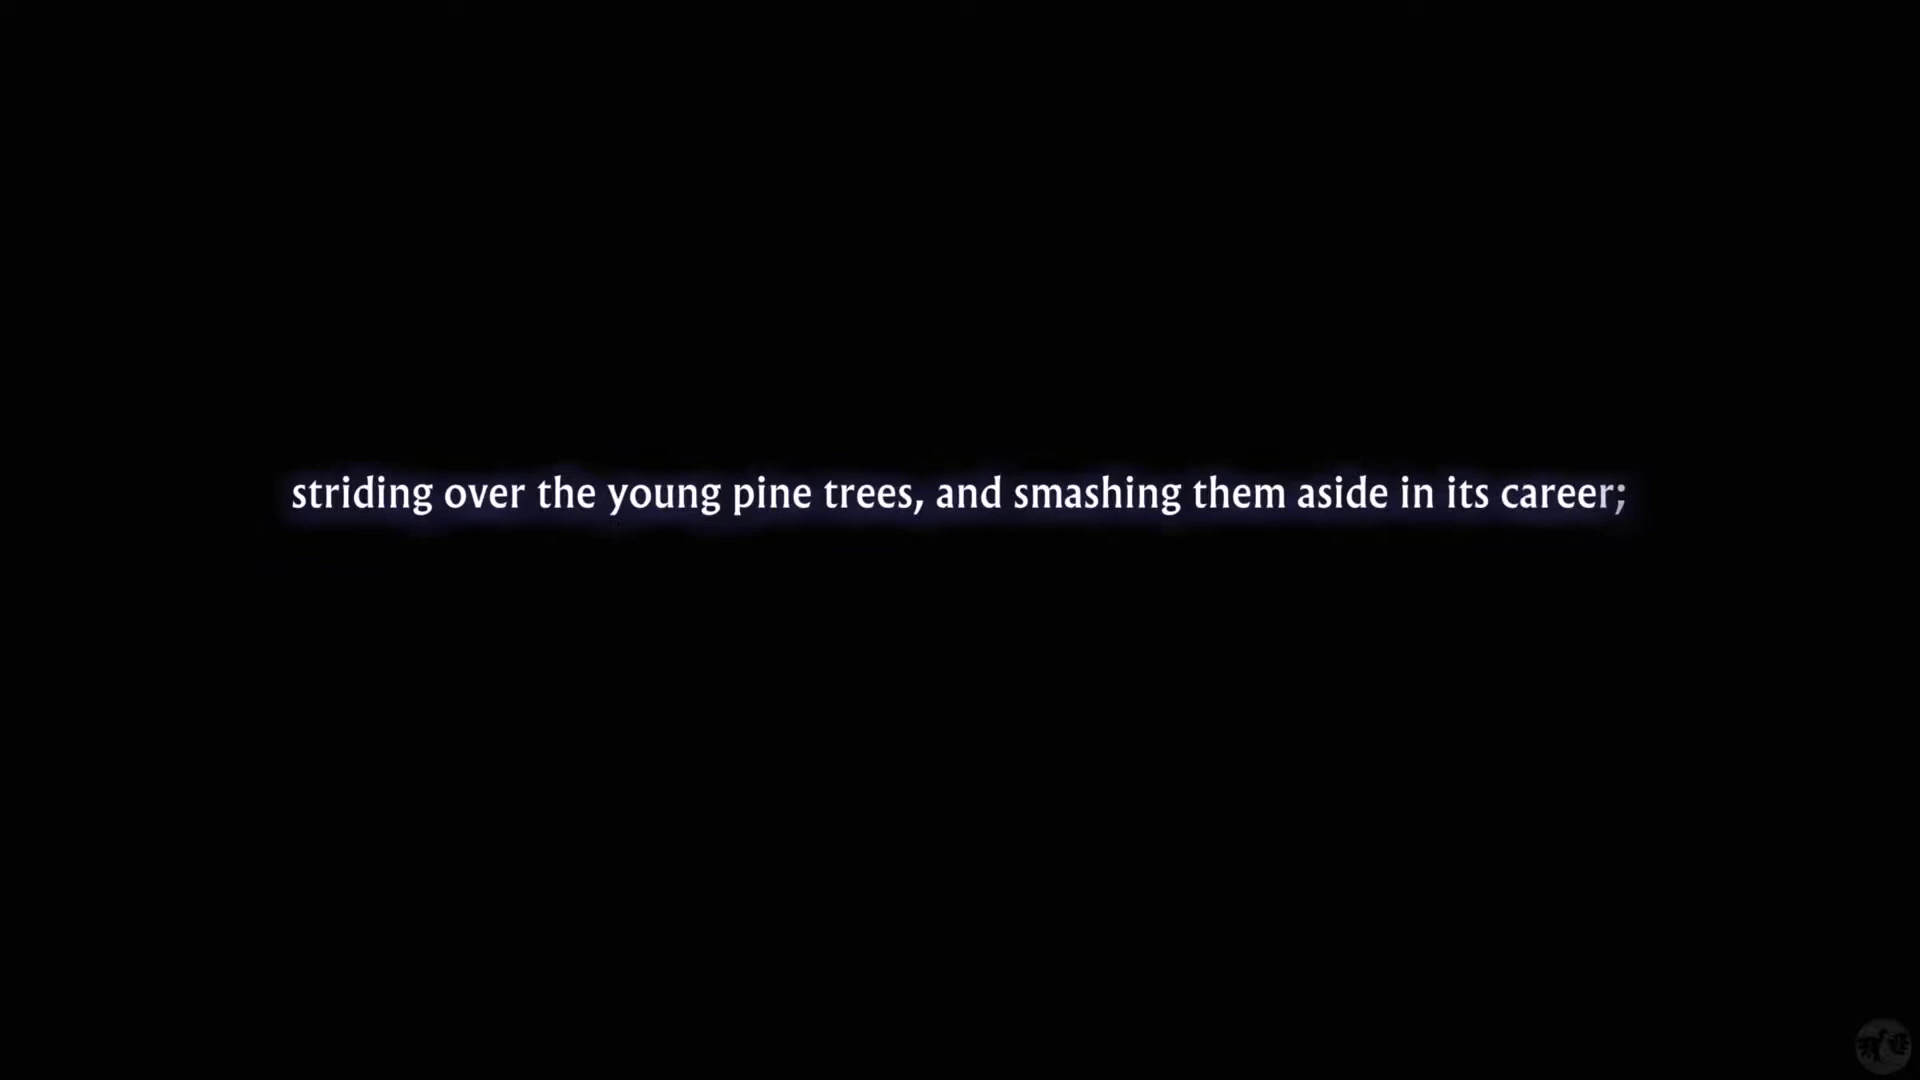 striding over the young pine trees, and smashing them aside in its career;